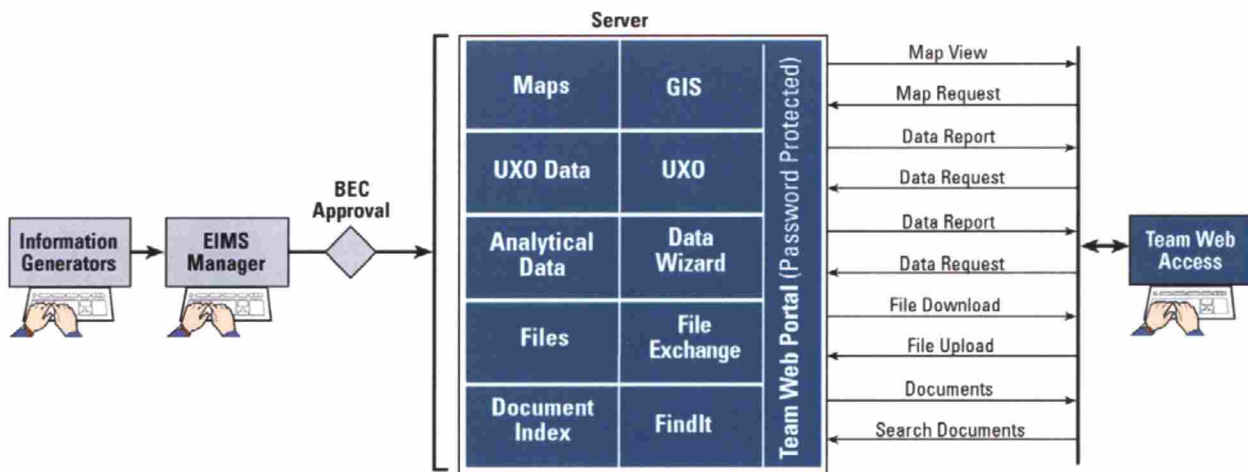 Server
Information
Generators
EIMS
Manager
BEC
Approval
Maps
GIS
UXO Data
UXO
Analytical
Data
Data
Wizard
Files
File
Exchange
Document
Index
FindIt
Team Web Portal (Password Protected)
Map View
Map Request
Data Report
Data Request
Data Report
Data Request
File Download
File Upload
Documents
Search Documents
Team Web
Access